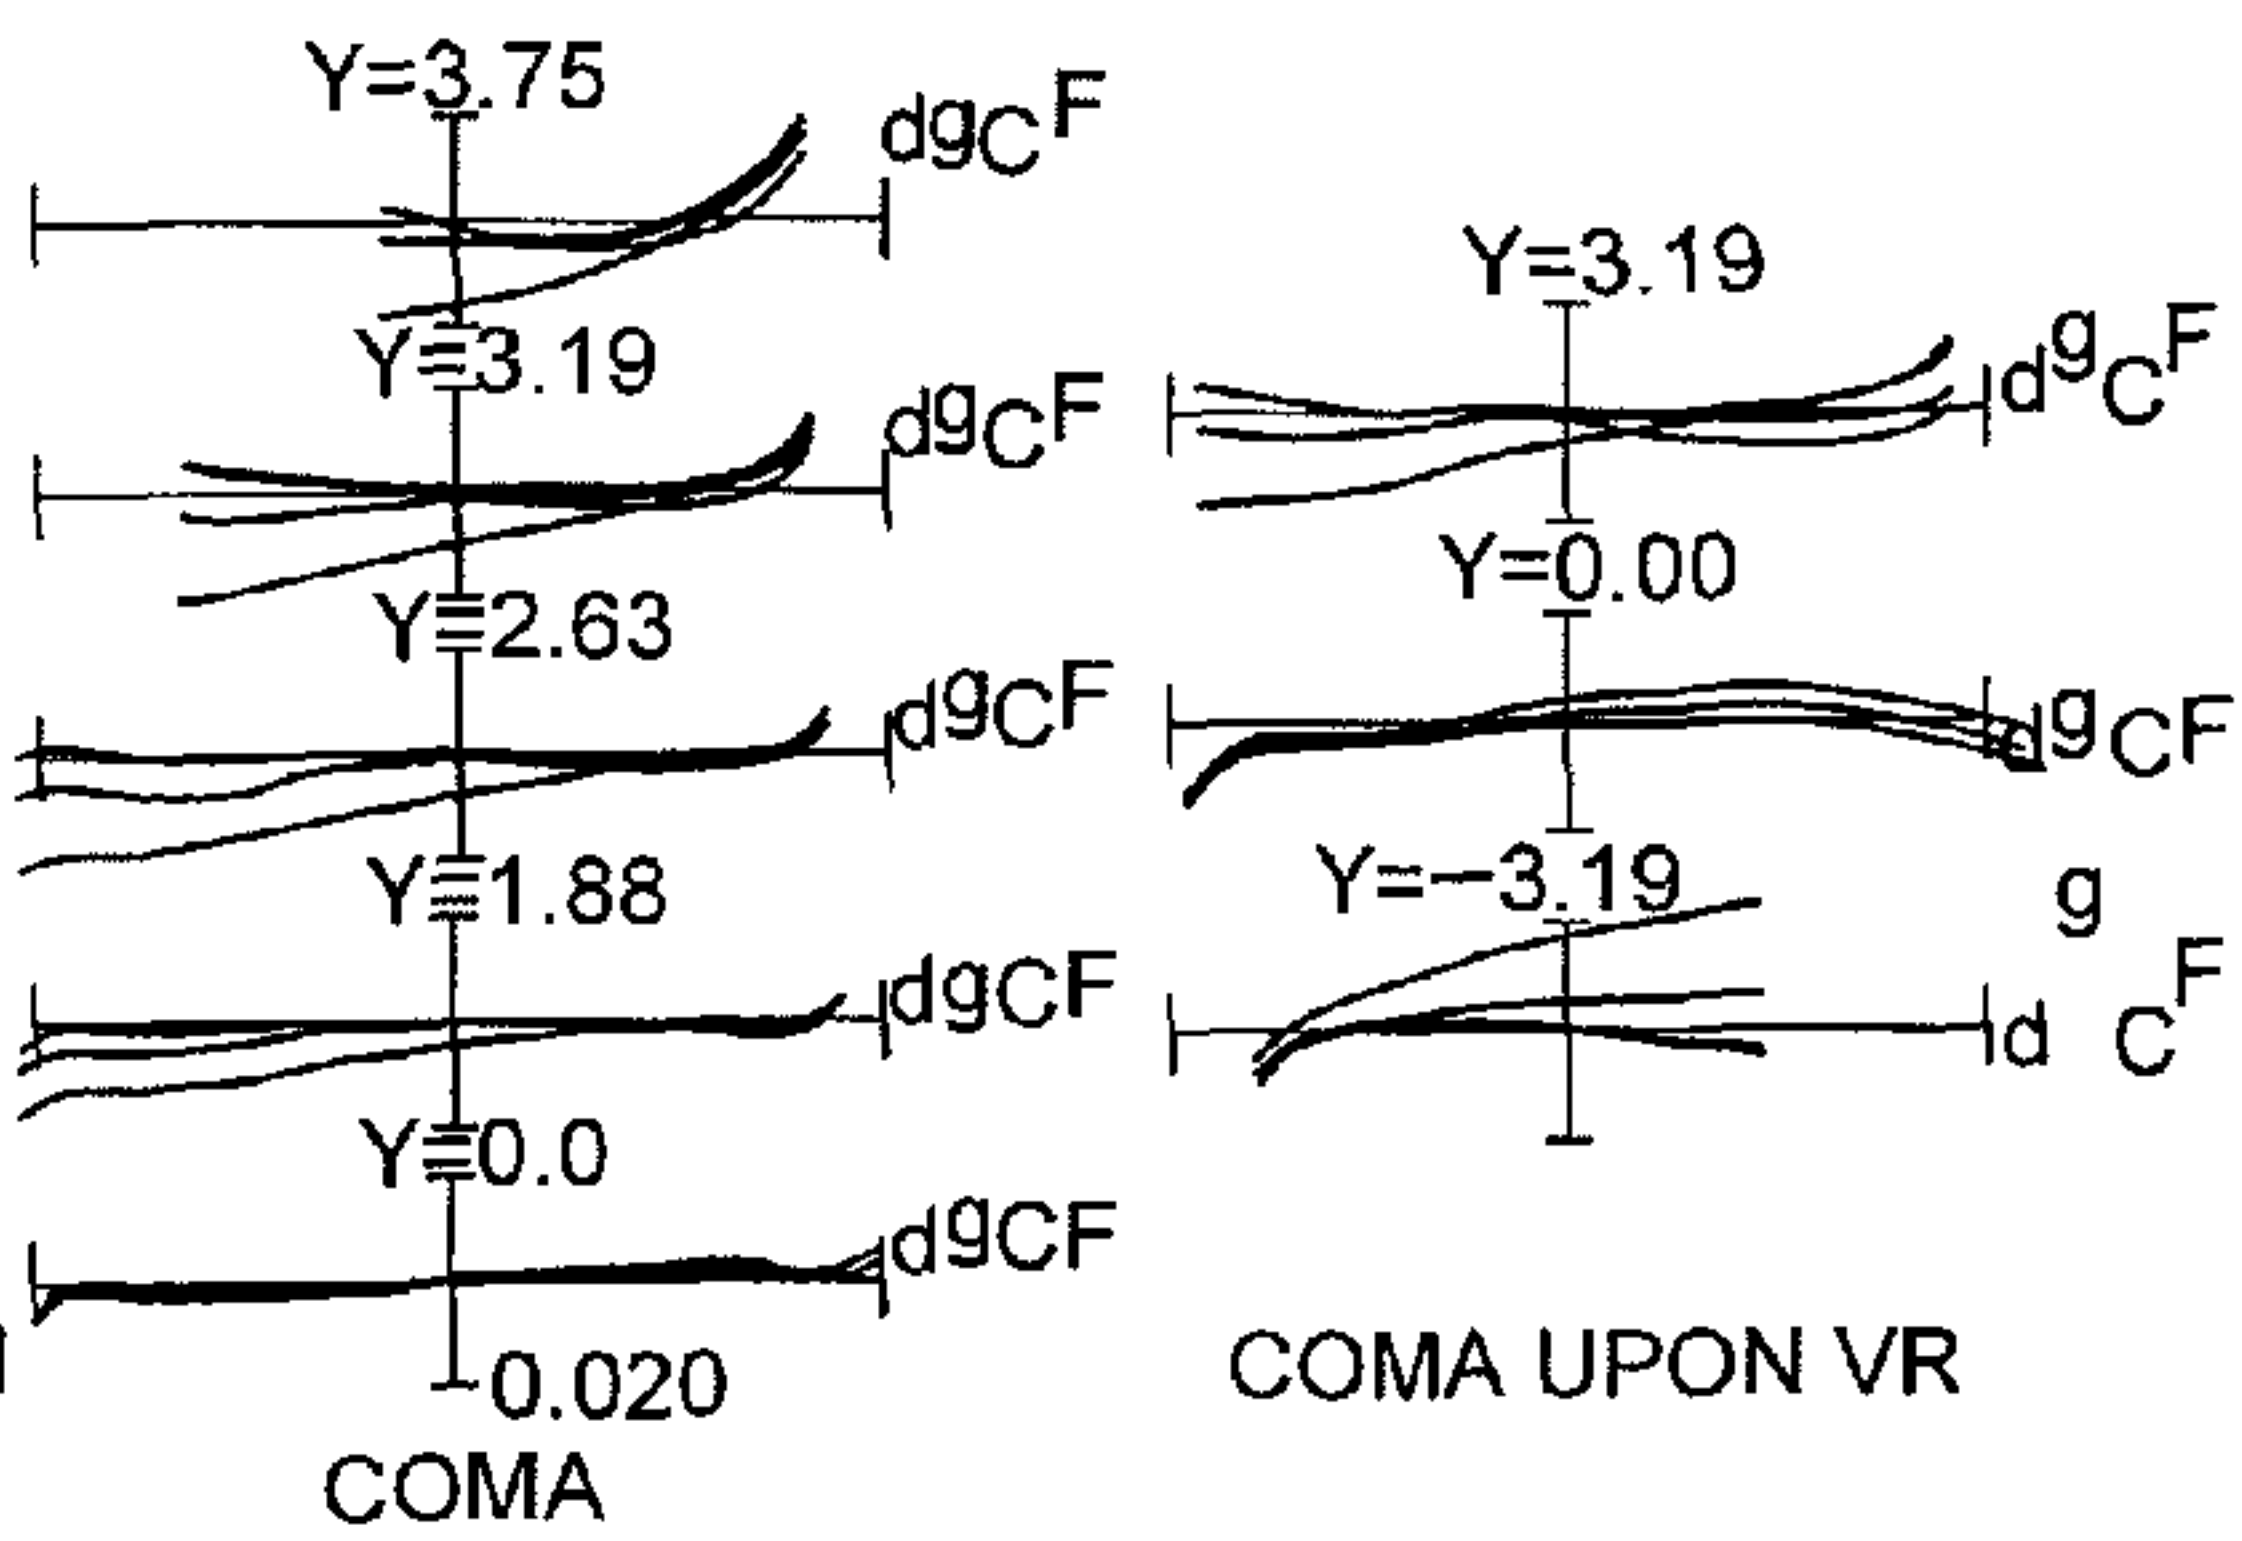 Y=3.75
dgCF
Y=3.19
dgCF
Y=2.63
dgCF
Y=1.88
dgCF
Y=0.0
dgCF
0.020
COMA
Y=3.19
dgCF
Y=0.00
dgCF
Y=-3.19
g
d C F
COMA UPON VR